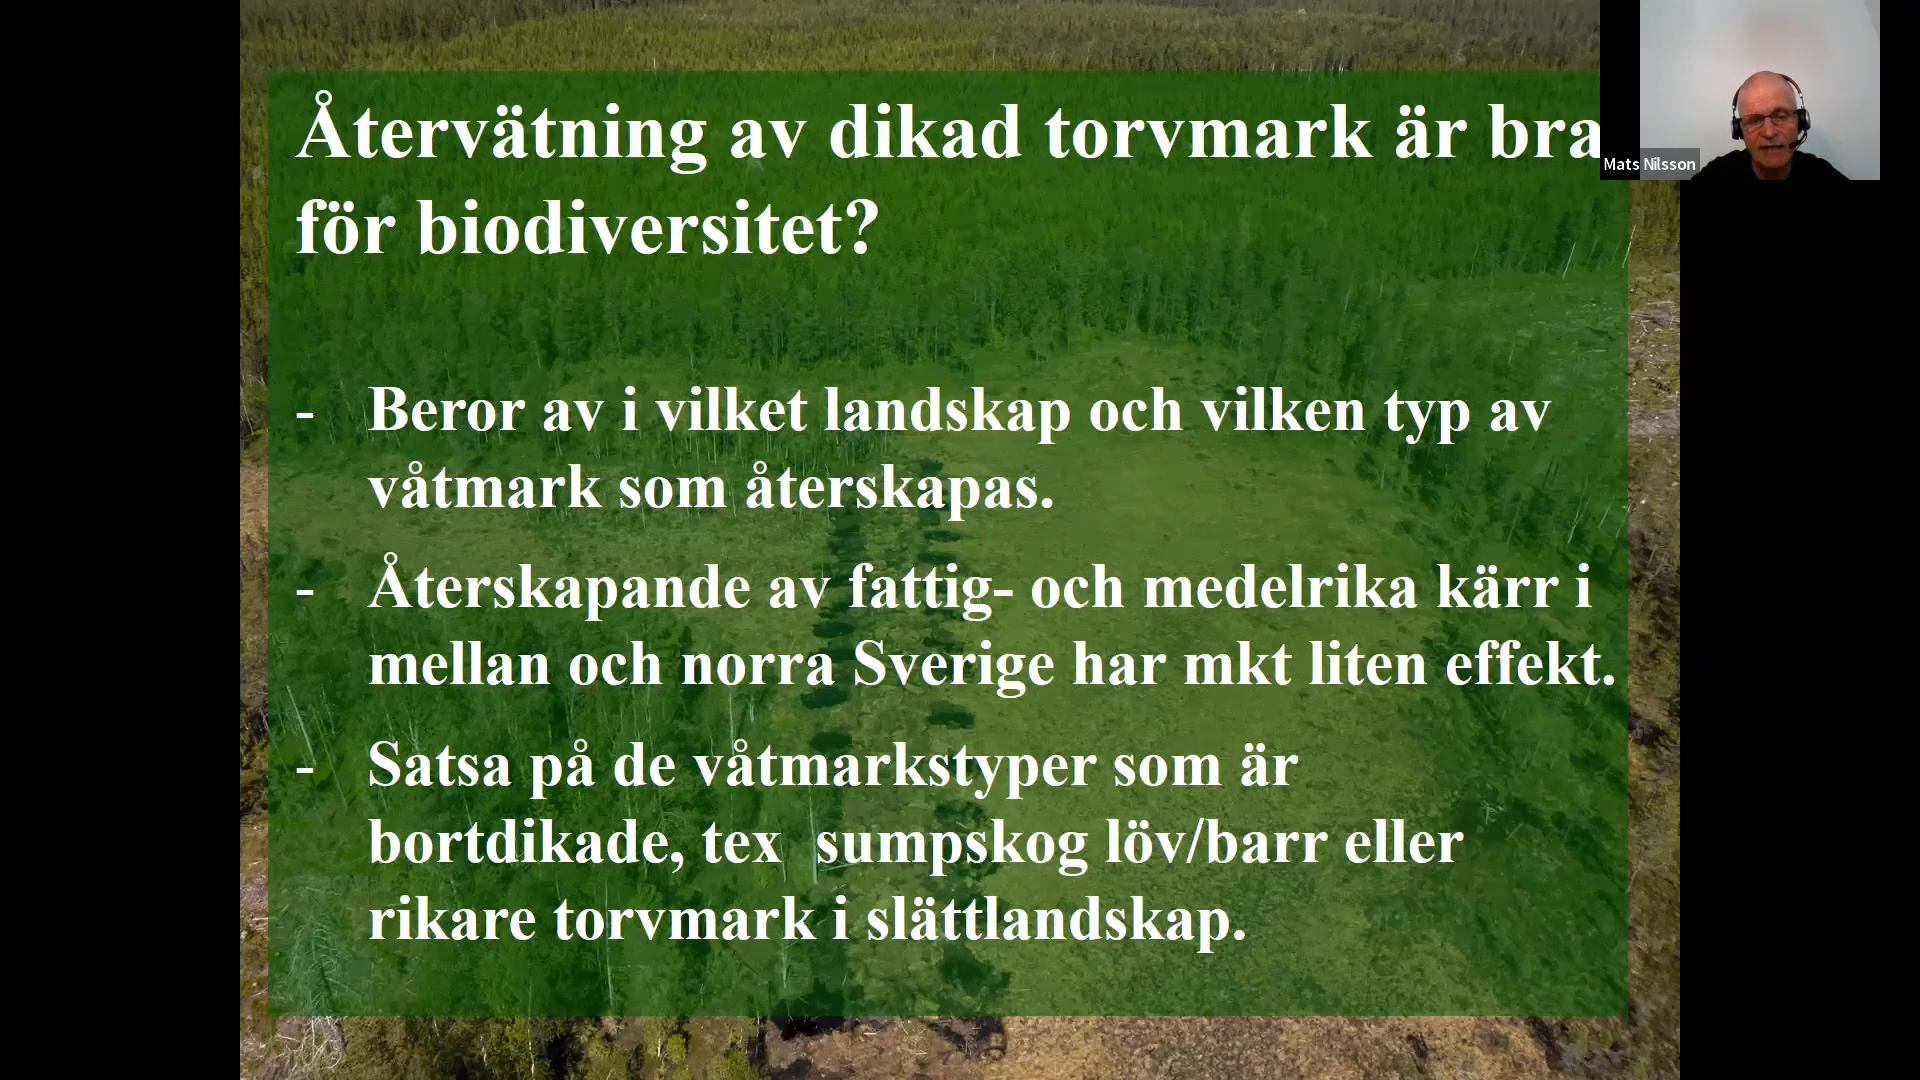 Återvätning av dikad torvmark är bra
för biodiversitet?
Mats Nilsson
- Beror av i vilket landskap och vilken typ av
våtmark som återskapas.
- Återskapande av fattig- och medelrika kärr i
mellan och norra Sverige har mkt liten effekt.
- Satsa på de våtmarkstyper som är
bortdikade, tex  sumpskog löv/barr eller
rikare torvmark i slättlandskap.